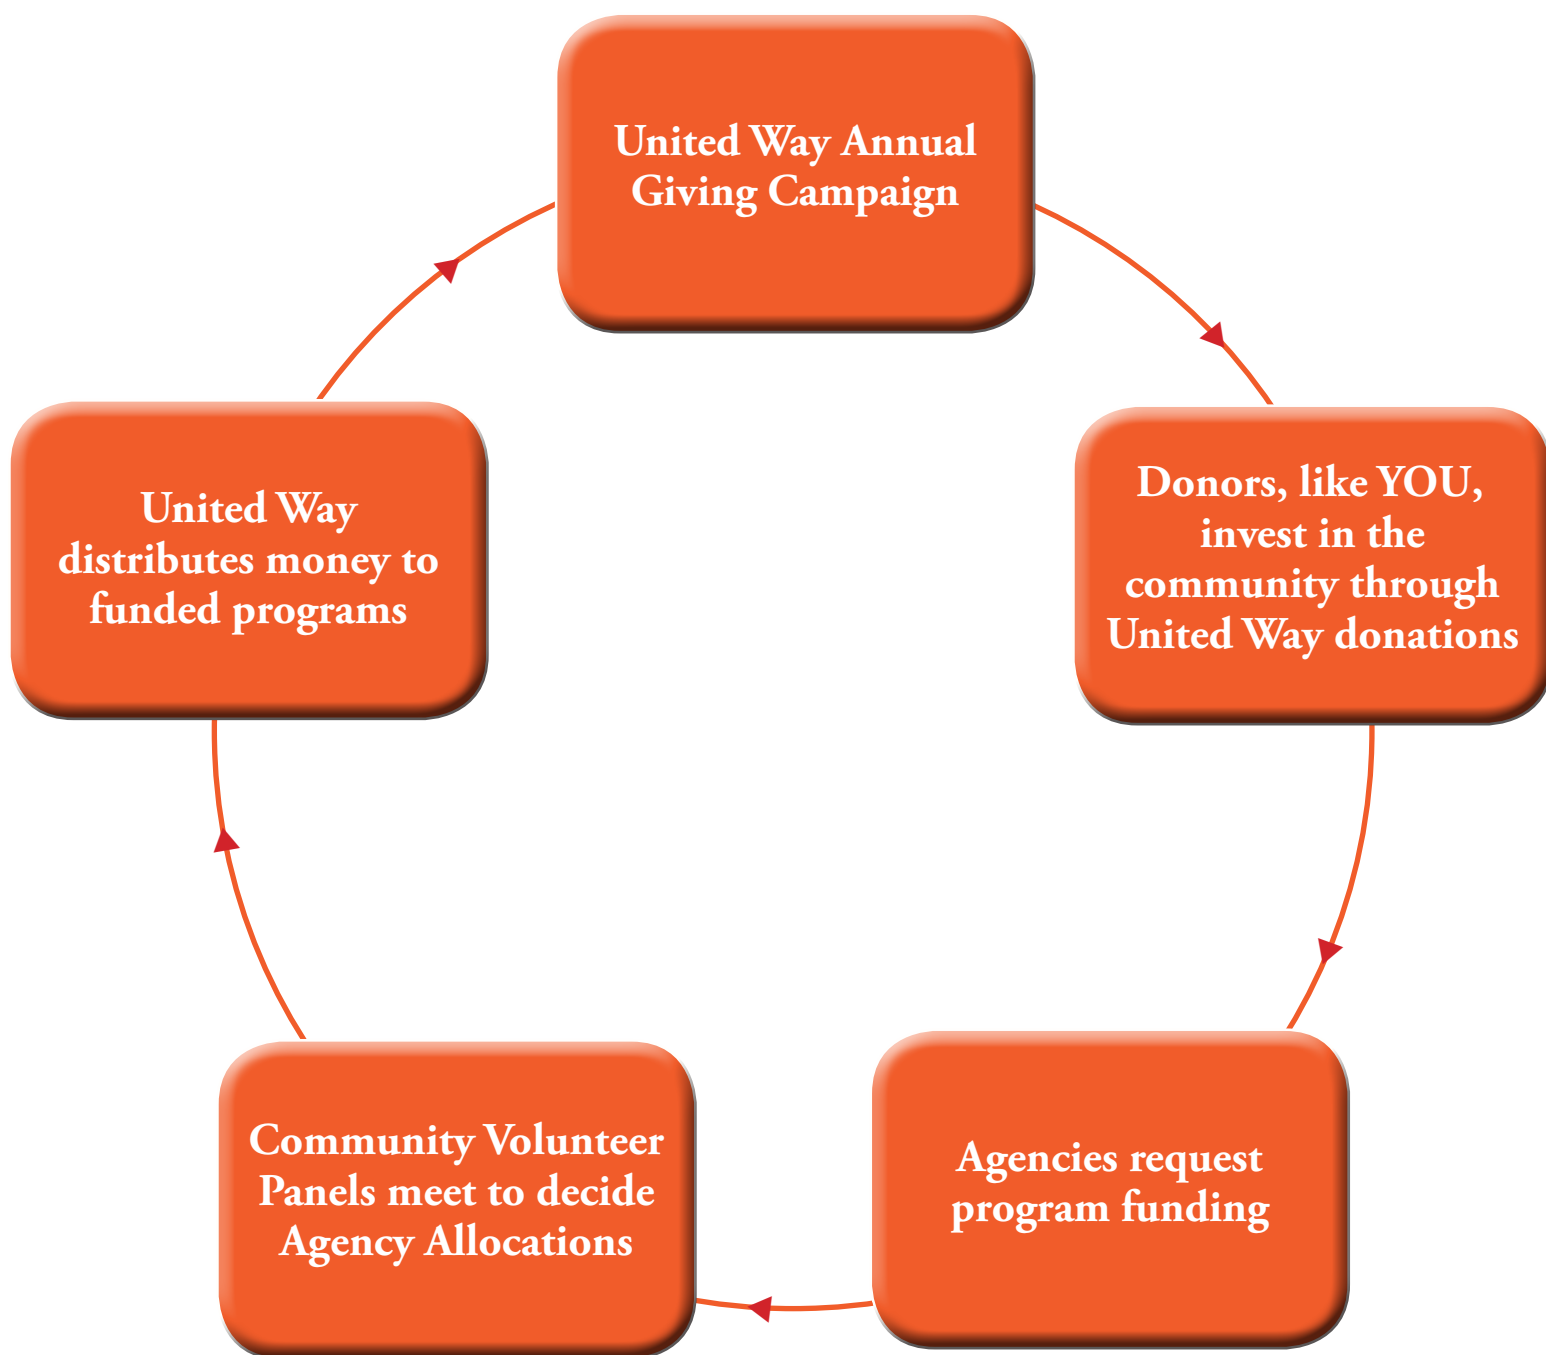 United Way Annual
Giving Campaign
Donors, like YOU,
invest in the
community through
United Way donations
Agencies request
program funding
Community Volunteer
Panels meet to decide
Agency Allocations
United Way
distributes money to
funded programs